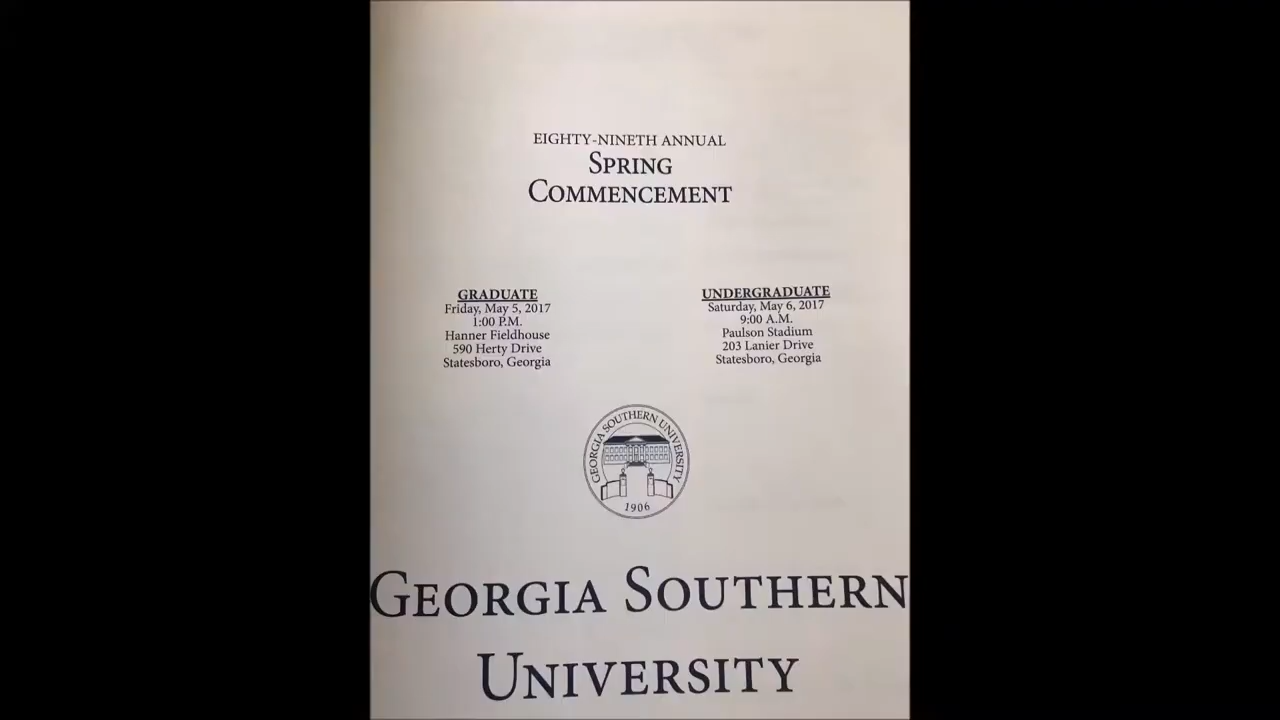 EIGHTY-NINETH ANNUAL
SPRING
COMMENCEMENT
GRADUATE
Friday, May 5, 2017
1:00 P.M.
Hanner Fieldhouse
590 Herty Drive
Statesboro, Georgia
UNDERGRADUATE
Saturday, May 6, 2017
9:00 A.M.
Paulson Stadium
203 Lanier Drive
Statesboro, Georgia
GEORGIA SOUTHERN UNIVERSITY
1906
GEORGIA SOUTHERN
UNIVERSITY